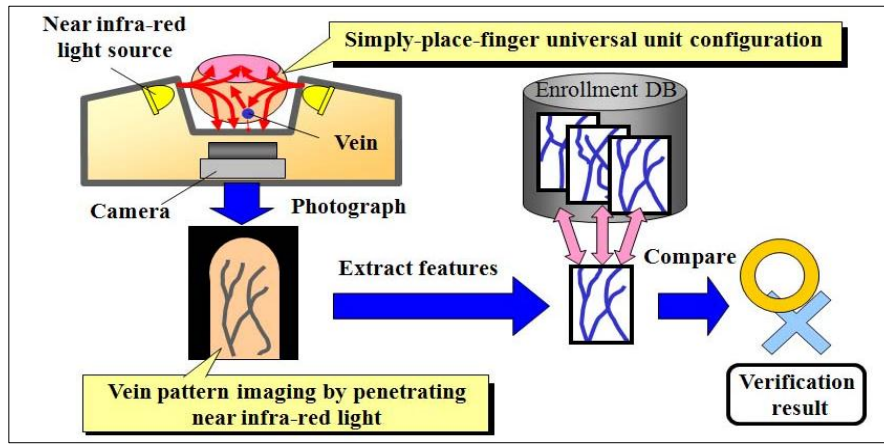 Near infra-red
light source
Simply-place-finger universal unit configuration
Enrollment DB
Vein
Camera
Photograph
Extract features
Compare
Vein pattern imaging by penetrating
near infra-red light
Verification
result